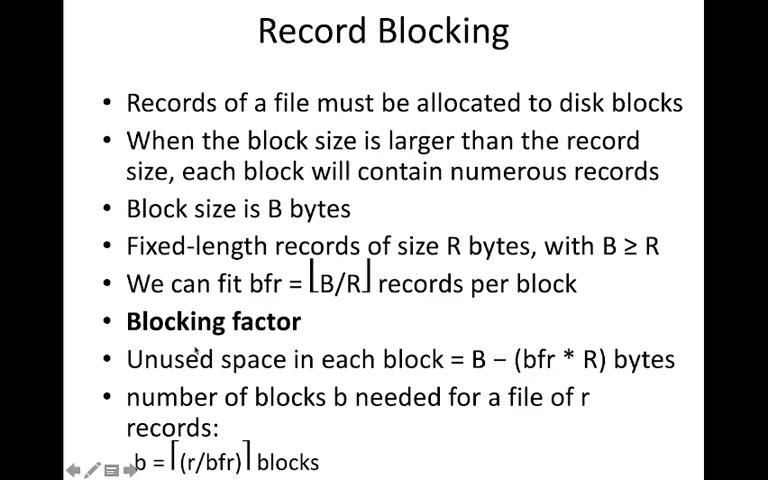 Record Blocking
• Records of a file must be allocated to disk blocks
• When the block size is larger than the record
size, each block will contain numerous records
• Block size is B bytes
• Fixed-length records of size R bytes, with B ≥ R
• We can fit bfr = ⌊B/R⌋ records per block
• Blocking factor
• Unused space in each block = B − (bfr * R) bytes
• number of blocks b needed for a file of r
records:
b = ⌈(r/bfr)⌉ blocks